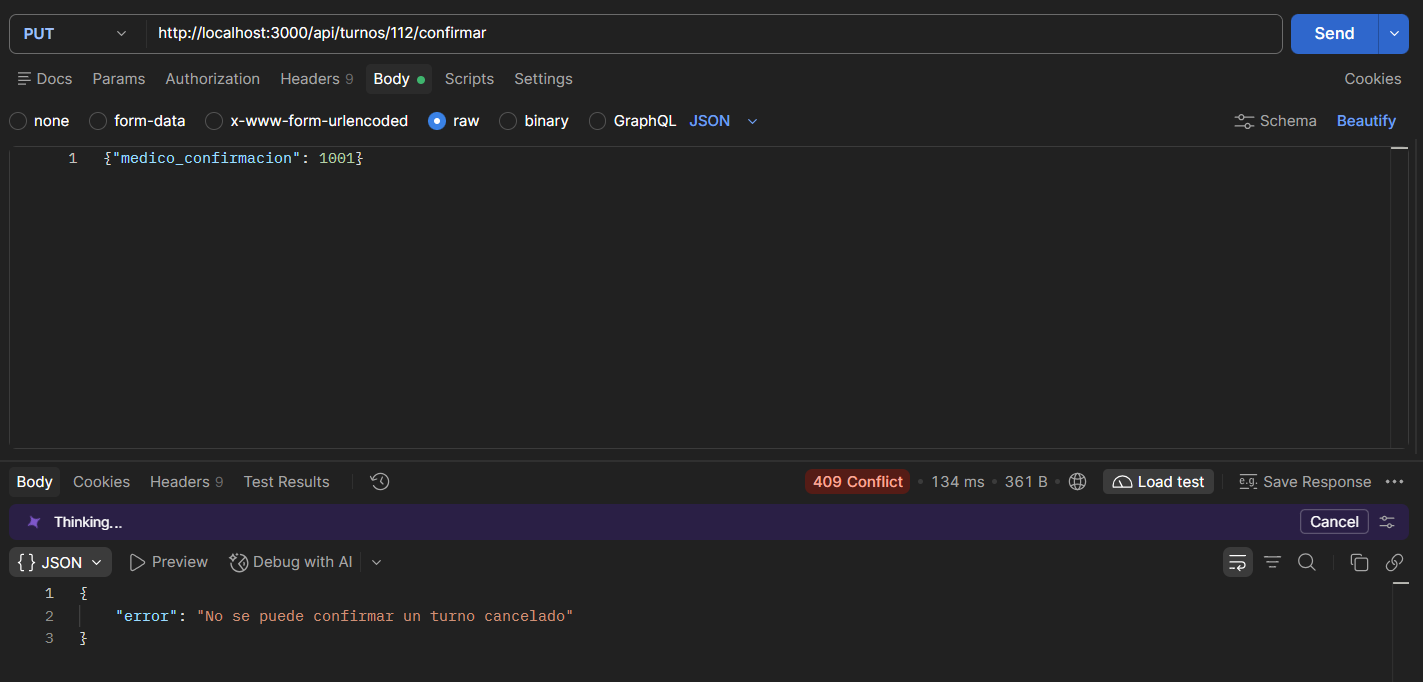 PUT http://localhost:3000/api/turnos/112/confirmar Send
Docs Params Authorization Headers 9 Body Scripts Settings Cookies
none form-data x-www-form-urlencoded raw binary GraphQL JSON Schema Beautify
1 {"medico_confirmacion": 1001}
Body Cookies Headers 9 Test Results 409 Conflict • 134 ms • 361 B • Load test e.g. Save Response
Thinking... Cancel
{} JSON Preview Debug with AI
1 {
2 "error": "No se puede confirmar un turno cancelado"
3 }